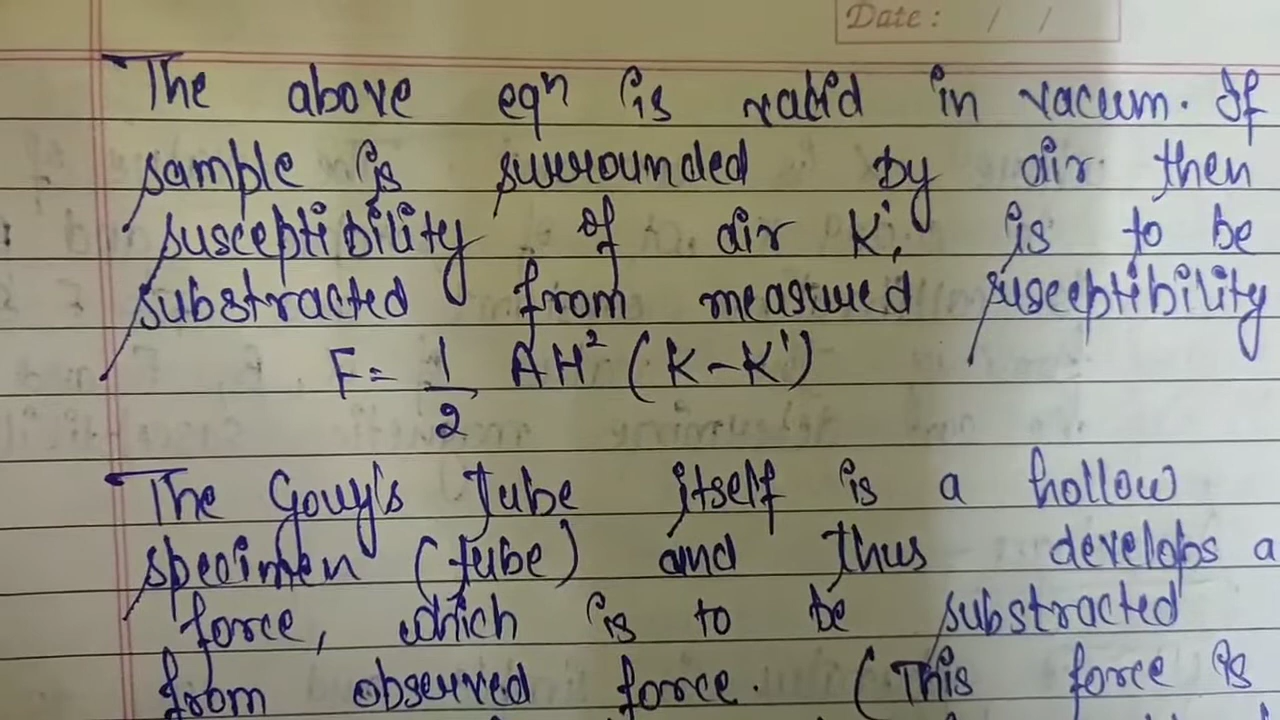 Date : / /
The above eqn is valid in vacuum. If
sample is surrounded by air then
susceptibility of air K', is to be
substracted from measured susceptibility
F = 1/2 AH² (K-K')
The Gouy's tube itself is a hollow
specimen (tube) and thus develops a
force, which is to be substracted
from observed force. (This force is